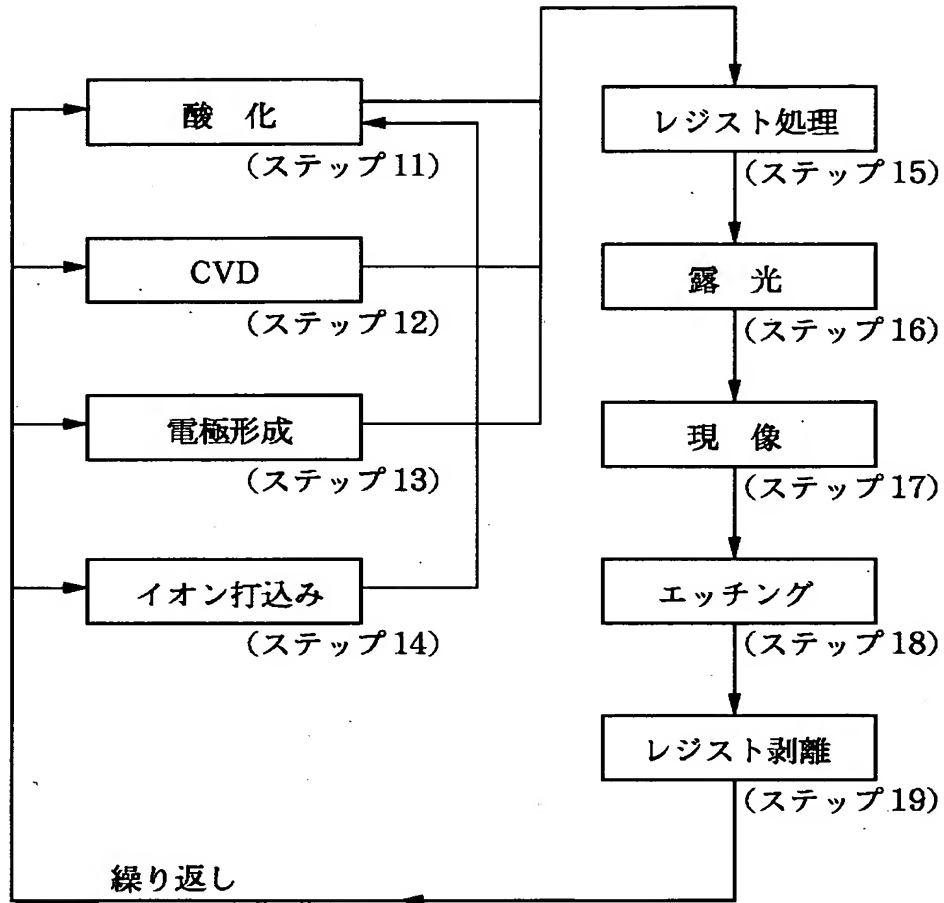 酸 化
(ステップ11)
CVD
(ステップ12)
電極形成
(ステップ13)
イオン打込み
(ステップ14)
レジスト処理
(ステップ15)
露 光
(ステップ16)
現 像
(ステップ17)
エッチング
(ステップ18)
レジスト剥離
(ステップ19)
繰り返し